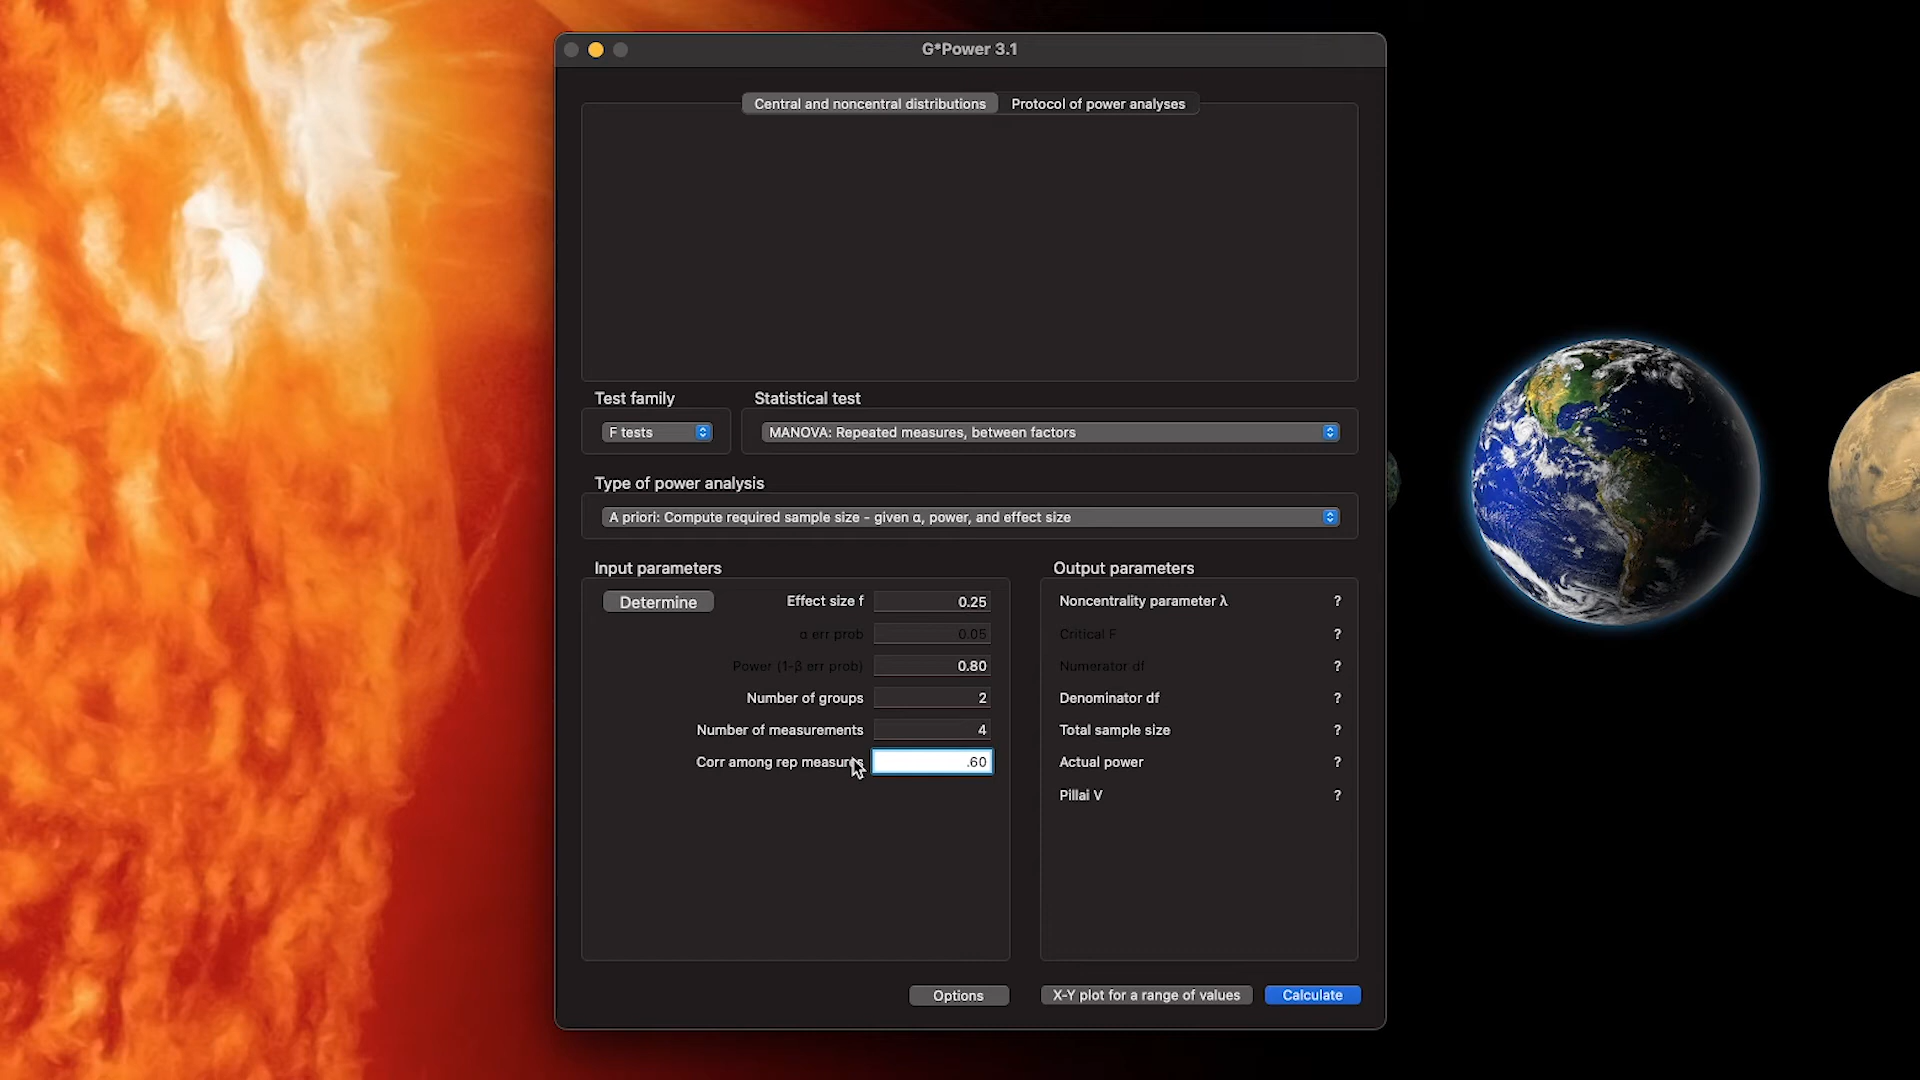 G*Power 3.1
Central and noncentral distributions
Protocol of power analyses
Test family
Statistical test
F tests
MANOVA: Repeated measures, between factors
Type of power analysis
A priori: Compute required sample size - given α, power, and effect size
Input parameters
Output parameters
Determine
Effect size f
0.25
Noncentrality parameter λ
?
α err prob
0.05
Critical F
?
Power (1-β err prob)
0.80
Numerator df
?
Number of groups
2
Denominator df
?
Number of measurements
4
Total sample size
?
Corr among rep measures
.60
Actual power
?
Pillai V
?
Options
X-Y plot for a range of values
Calculate